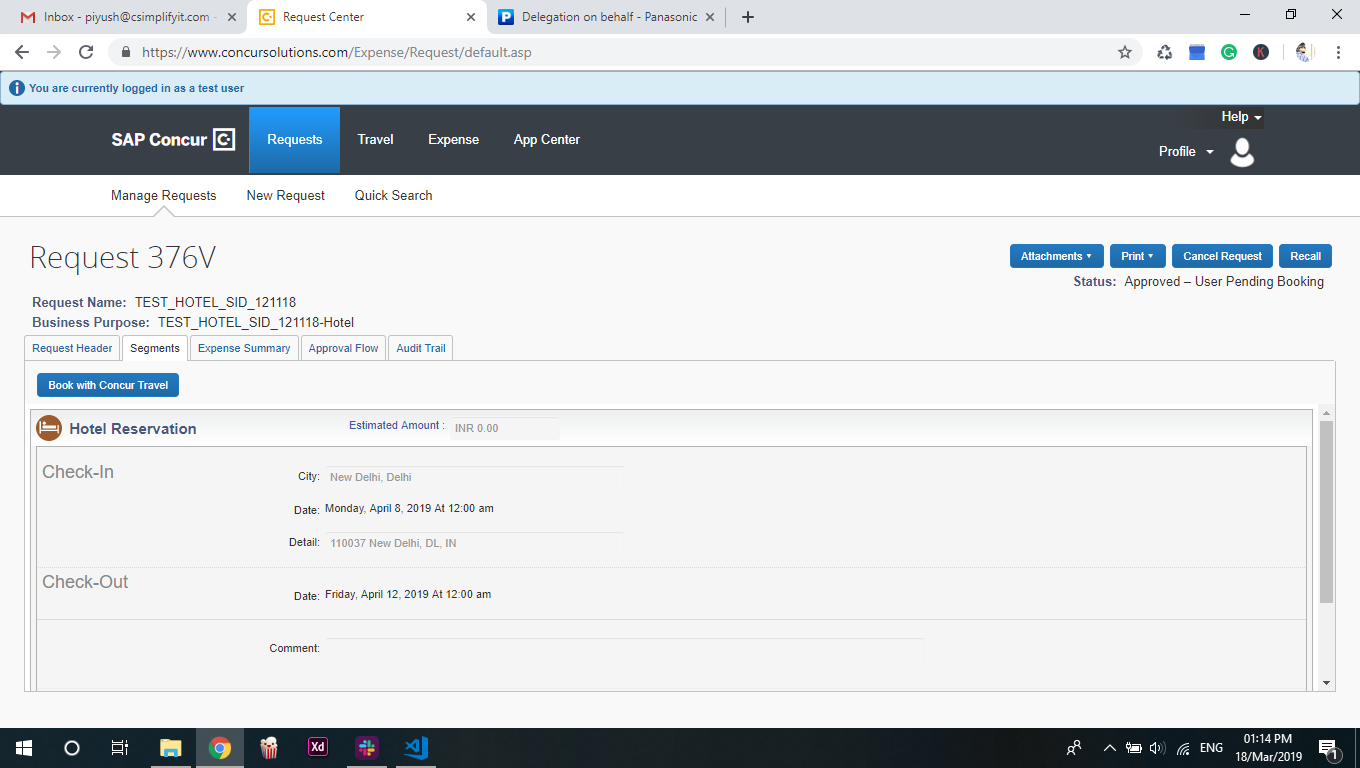 Inbox - piyush@csimplifyit.com -
Request Center
Delegation on behalf - Panasonic
https://www.concursolutions.com/Expense/Request/default.asp
You are currently logged in as a test user
SAP Concur
Requests
Travel
Expense
App Center
Help
Profile
Manage Requests
New Request
Quick Search
Request 376V
Attachments
Print
Cancel Request
Recall
Status: Approved – User Pending Booking
Request Name: TEST_HOTEL_SID_121118
Business Purpose: TEST_HOTEL_SID_121118-Hotel
Request Header
Segments
Expense Summary
Approval Flow
Audit Trail
Book with Concur Travel
Hotel Reservation
Estimated Amount : INR 0.00
Check-In
City: New Delhi, Delhi
Date: Monday, April 8, 2019 At 12:00 am
Detail: 110037 New Delhi, DL, IN
Check-Out
Date: Friday, April 12, 2019 At 12:00 am
Comment:
Xd
ENG
01:14 PM
18/Mar/2019
1